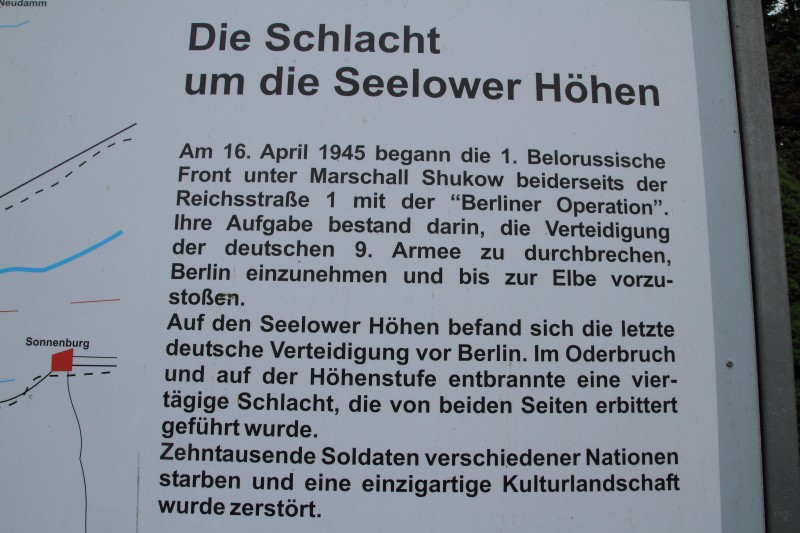 Neudamm
Die Schlacht
um die Seelower Höhen
Am 16. April 1945 begann die 1. Belorussische
Front unter Marschall Shukow beiderseits der
Reichsstraße 1 mit der “Berliner Operation”.
Ihre Aufgabe bestand darin, die Verteidigung
der deutschen 9. Armee zu durchbrechen,
Berlin einzunehmen und bis zur Elbe vorzu-
stoßen.
Auf den Seelower Höhen befand sich die letzte
deutsche Verteidigung vor Berlin. Im Oderbruch
und auf der Höhenstufe entbrannte eine vier-
tägige Schlacht, die von beiden Seiten erbittert
geführt wurde.
Zehntausende Soldaten verschiedener Nationen
starben und eine einzigartige Kulturlandschaft
wurde zerstört.
Sonnenburg